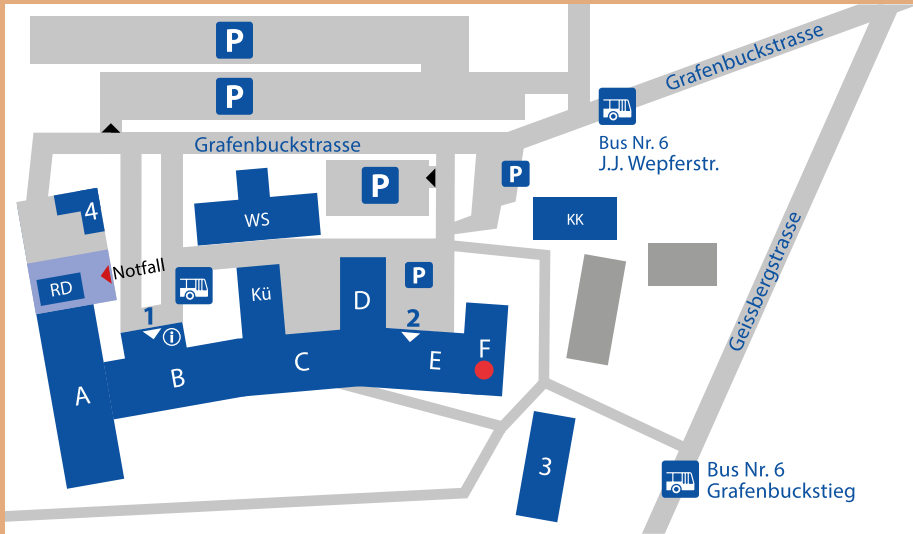 P
P
Grafenbuckstrasse
Grafenbuckstrasse
Bus Nr. 6
J.J. Wepferstr.
P
P
4
WS
KK
Geissbergstrasse
Notfall
RD
Kü
D
P
1
i
2
A
B
C
E
F
3
Bus Nr. 6
Grafenbuckstieg